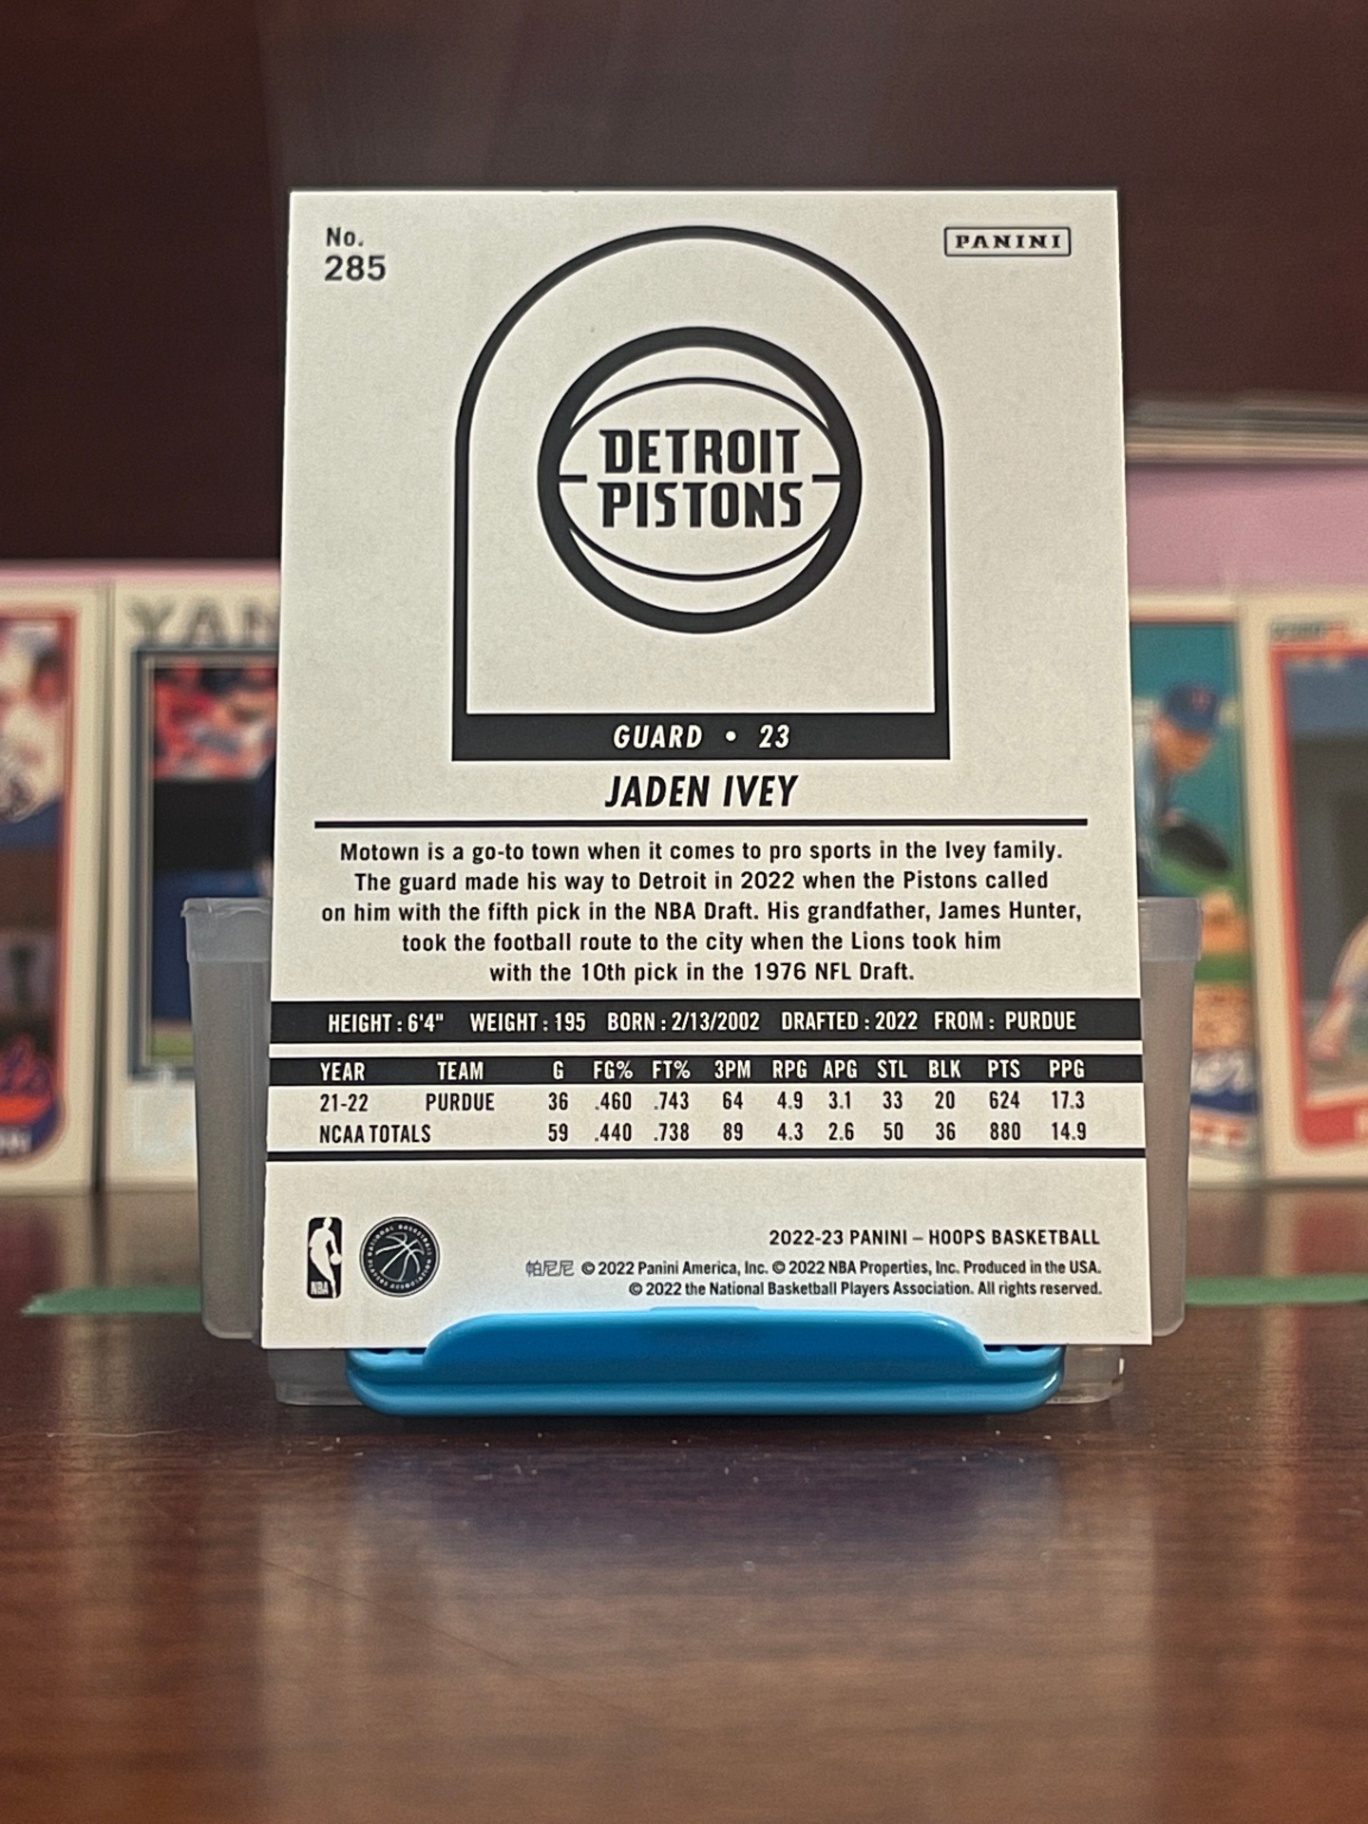 No.
285
PANINI
DETROIT
PISTONS
GUARD • 23
JADEN IVEY
Motown is a go-to town when it comes to pro sports in the Ivey family.
The guard made his way to Detroit in 2022 when the Pistons called
on him with the fifth pick in the NBA Draft. His grandfather, James Hunter,
took the football route to the city when the Lions took him
with the 10th pick in the 1976 NFL Draft.
HEIGHT : 6'4" WEIGHT : 195 BORN : 2/13/2002 DRAFTED : 2022 FROM : PURDUE
YEAR TEAM G FG% FT% 3PM RPG APG STL BLK PTS PPG
21-22 PURDUE 36 .460 .743 64 4.9 3.1 33 20 624 17.3
NCAA TOTALS 59 .440 .738 89 4.3 2.6 50 36 880 14.9
NBA
2022-23 PANINI – HOOPS BASKETBALL
帕尼尼 © 2022 Panini America, Inc. © 2022 NBA Properties, Inc. Produced in the USA.
© 2022 the National Basketball Players Association. All rights reserved.
YAN